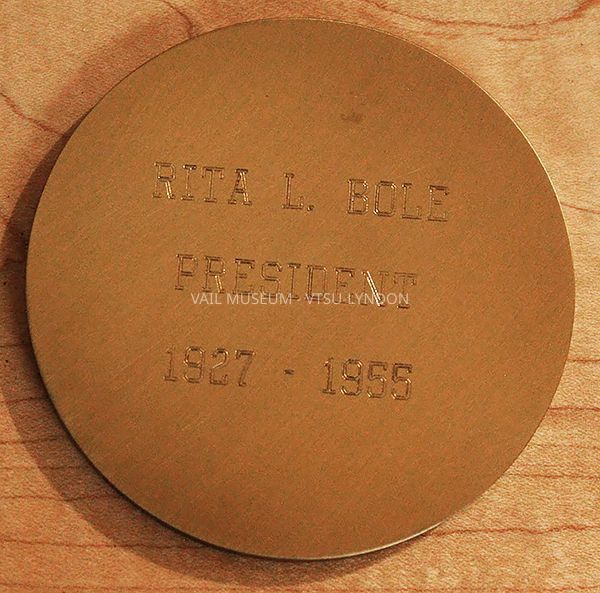 RITA L. BOLE
PRESIDENT
VAIL MUSEUM- VTSU-LYNDON
1927 - 1955